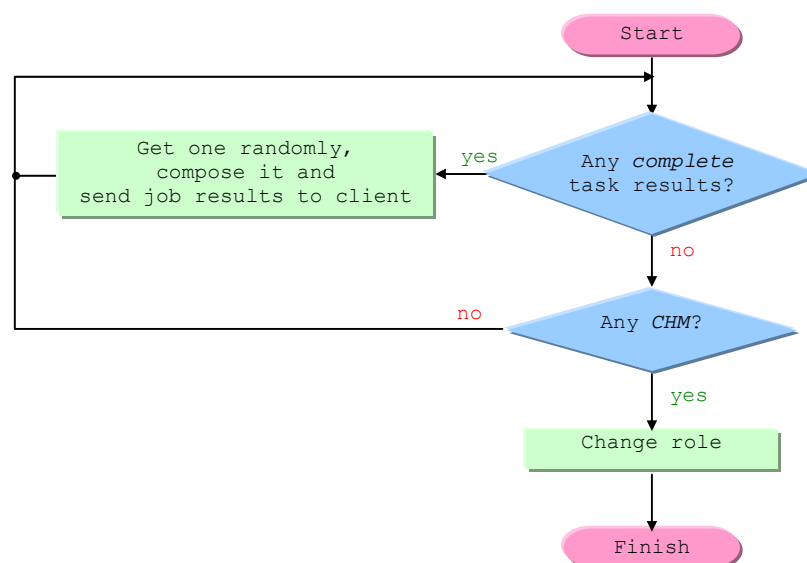 Start
Get one randomly,
compose it and
send job results to client
yes
Any complete
task results?
no
no
Any CHM?
yes
Change role
Finish